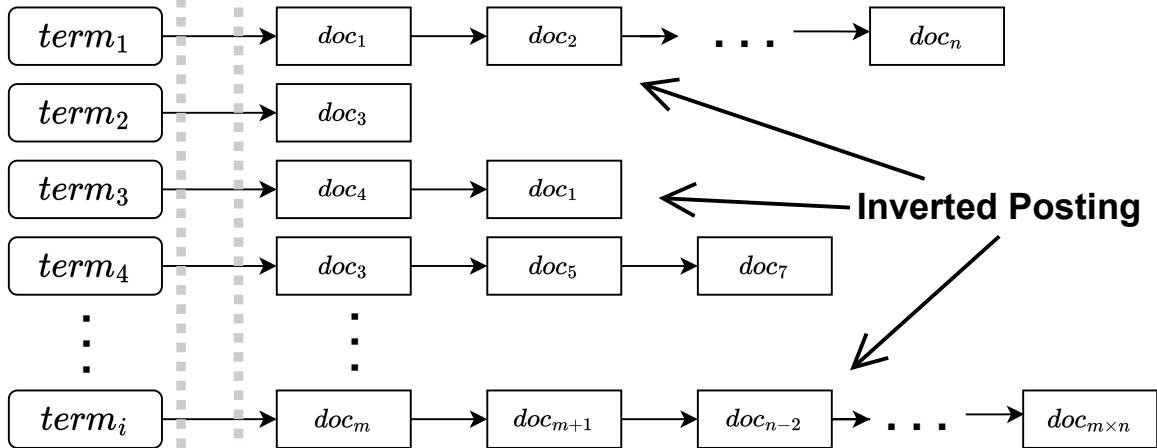 term₁ doc₁ doc₂ ... docₙ
term₂ doc₃
term₃ doc₄ doc₁
Inverted Posting
term₄ doc₃ doc₅ doc₇
termᵢ docₘ docₘ₊₁ docₙ₋₂ ... docₘ×ₙ